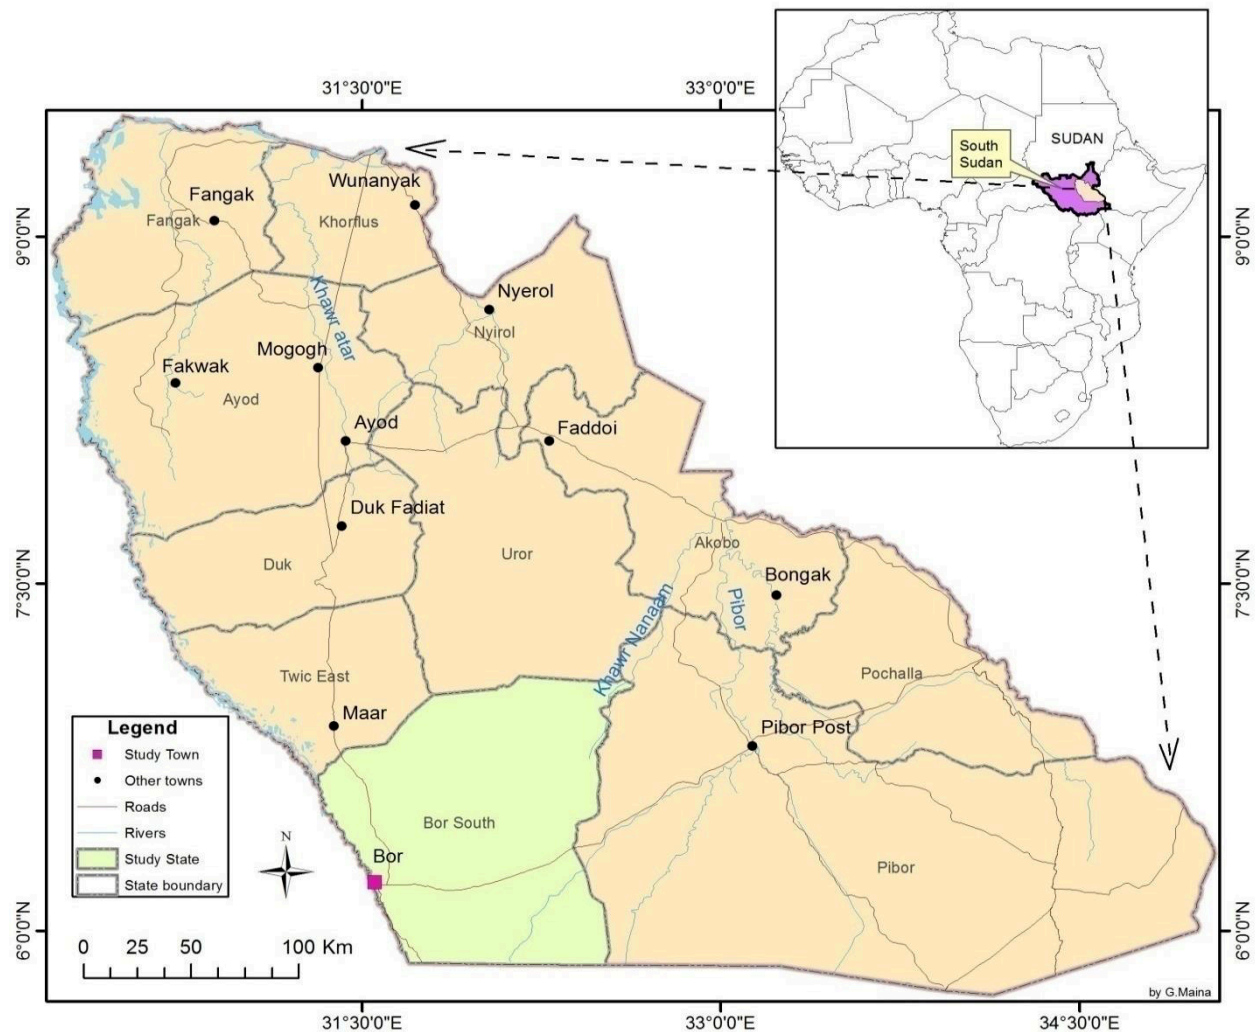 31°30'0"E
33°0'0"E
SUDAN
South
Sudan
Wunanyak
Fangak
Fangak
Khorflus
9°0'0"N
9°0'0"N
Khawr atar
Nyerol
Nyirol
Mogogh
Fakwak
Ayod
Ayod
Faddoi
Duk Fadiat
Duk
Uror
Akobo
Bongak
Pibor
Khawr Nanaam
7°30'0"N
7°30'0"N
Twic East
Maar
Pochalla
Pibor Post
Legend
Study Town
Other towns
Roads
Rivers
Study State
State boundary
N
Bor South
Bor
Pibor
6°0'0"N
6°0'0"N
0 25 50 100 Km
by G.Maina
31°30'0"E
33°0'0"E
34°30'0"E